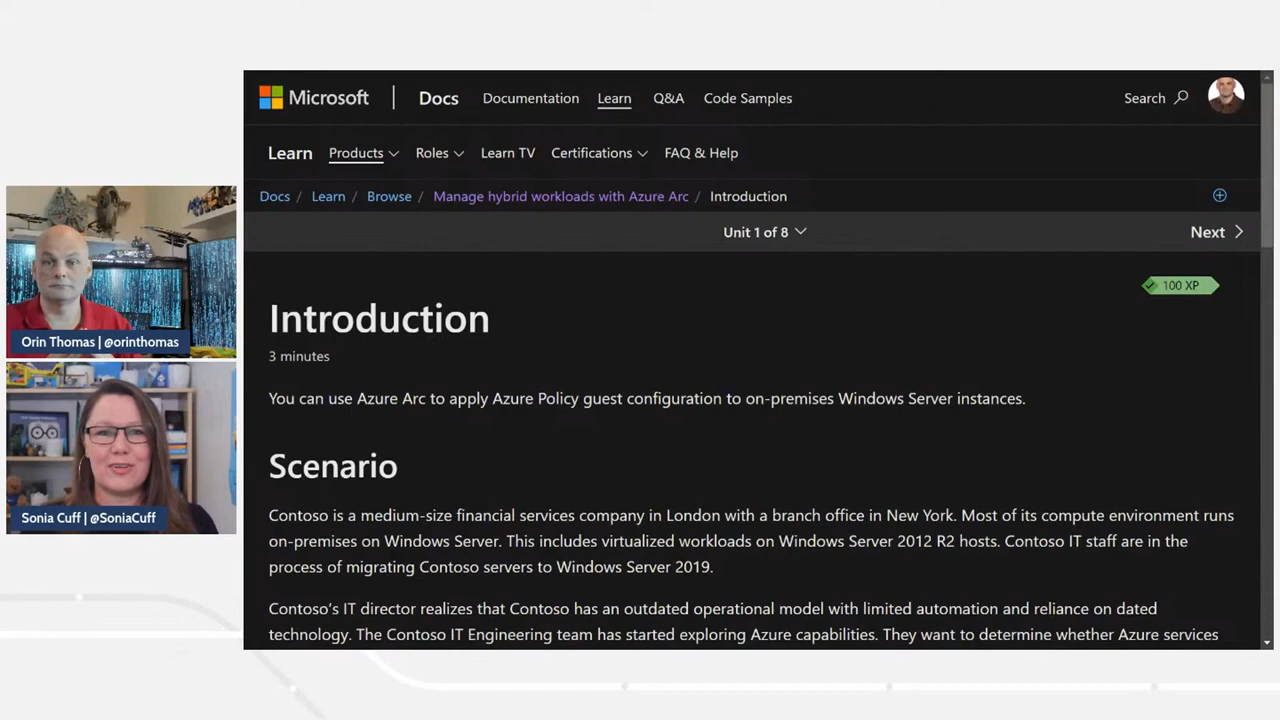 Microsoft
Docs
Documentation
Learn
Q&A
Code Samples
Search
Learn
Products
Roles
Learn TV
Certifications
FAQ & Help
Docs / Learn / Browse / Manage hybrid workloads with Azure Arc / Introduction
Unit 1 of 8
Next
100 XP
Introduction
3 minutes
You can use Azure Arc to apply Azure Policy guest configuration to on-premises Windows Server instances.
Scenario
Contoso is a medium-size financial services company in London with a branch office in New York. Most of its compute environment runs
on-premises on Windows Server. This includes virtualized workloads on Windows Server 2012 R2 hosts. Contoso IT staff are in the
process of migrating Contoso servers to Windows Server 2019.
Contoso’s IT director realizes that Contoso has an outdated operational model with limited automation and reliance on dated
technology. The Contoso IT Engineering team has started exploring Azure capabilities. They want to determine whether Azure services
Orin Thomas | @orinthomas
Sonia Cuff | @SoniaCuff